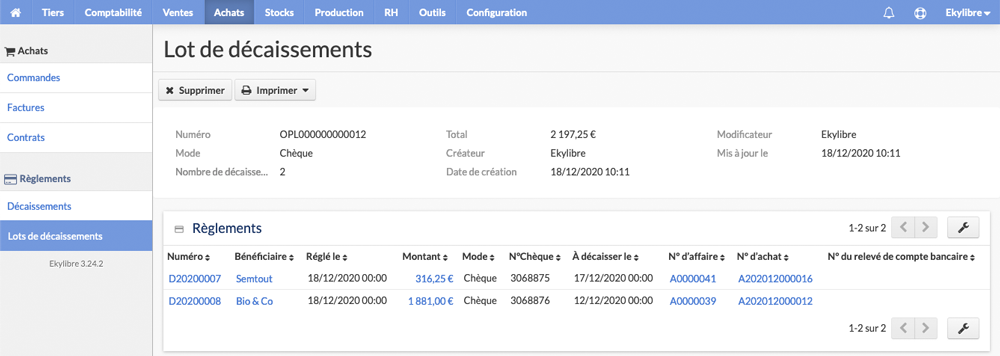 Tiers Comptabilité Ventes Achats Stocks Production RH Outils Configuration Ekylibre
Achats
Commandes
Factures
Contrats
Règlements
Décaissements
Lots de décaissements
Ekylibre 3.24.2
Lot de décaissements
Supprimer Imprimer
Numéro OPL000000000012 Total 2 197,25 € Modificateur Ekylibre
Mode Chèque Créateur Ekylibre Mis à jour le 18/12/2020 10:11
Nombre de décaisse... 2 Date de création 18/12/2020 10:11
Règlements 1-2 sur 2
Numéro Bénéficiaire Réglé le Montant Mode N°Chèque À décaisser le N° d'affaire N° d'achat N° du relevé de compte bancaire
D20200007 Semtout 18/12/2020 00:00 316,25 € Chèque 3068875 17/12/2020 00:00 A0000041 A202012000016
D20200008 Bio & Co 18/12/2020 00:00 1 881,00 € Chèque 3068876 12/12/2020 00:00 A0000039 A202012000012
1-2 sur 2